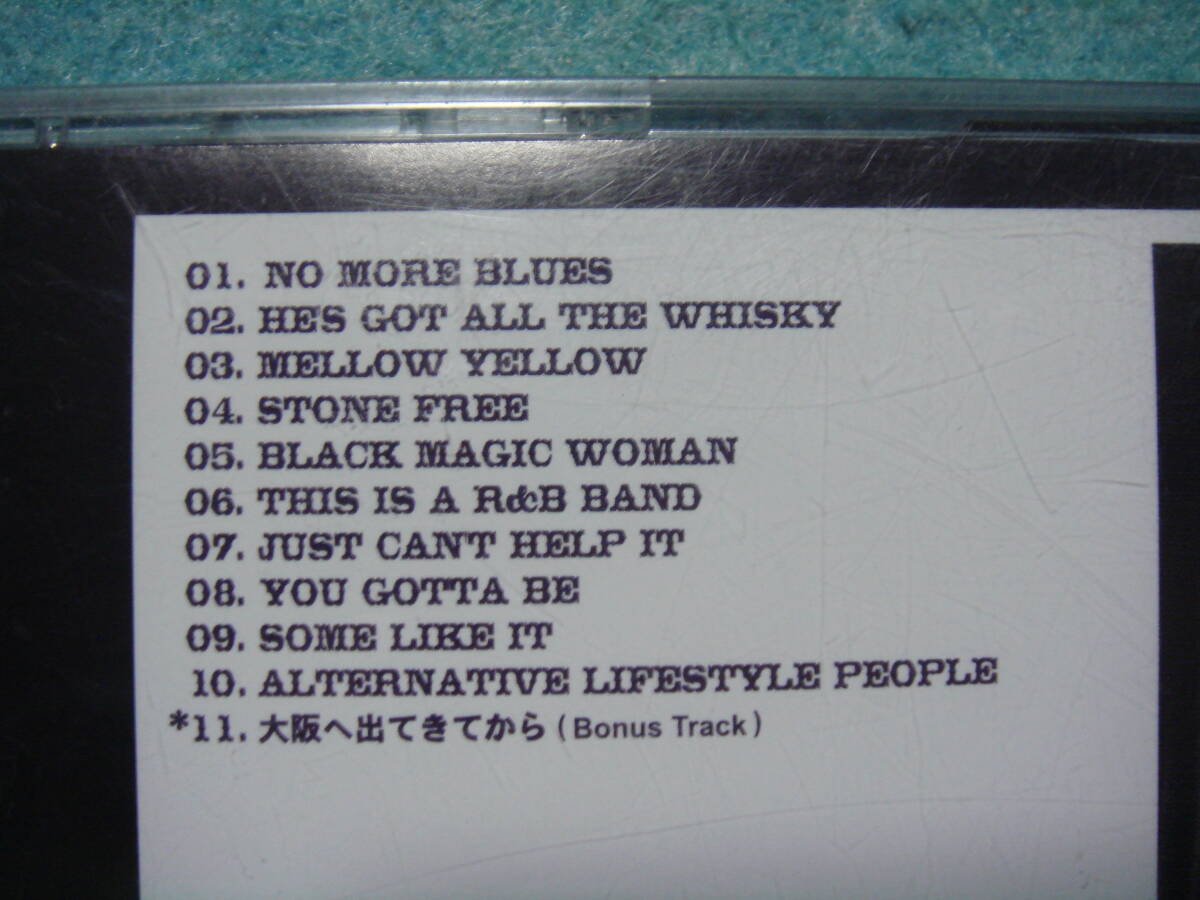 01. NO MORE BLUES
02. HE'S GOT ALL THE WHISKY
03. MELLOW YELLOW
04. STONE FREE
05. BLACK MAGIC WOMAN
06. THIS IS A R&B BAND
07. JUST CAN'T HELP IT
08. YOU GOTTA BE
09. SOME LIKE IT
10. ALTERNATIVE LIFESTYLE PEOPLE
*11. 大阪へ出てきてから (Bonus Track)